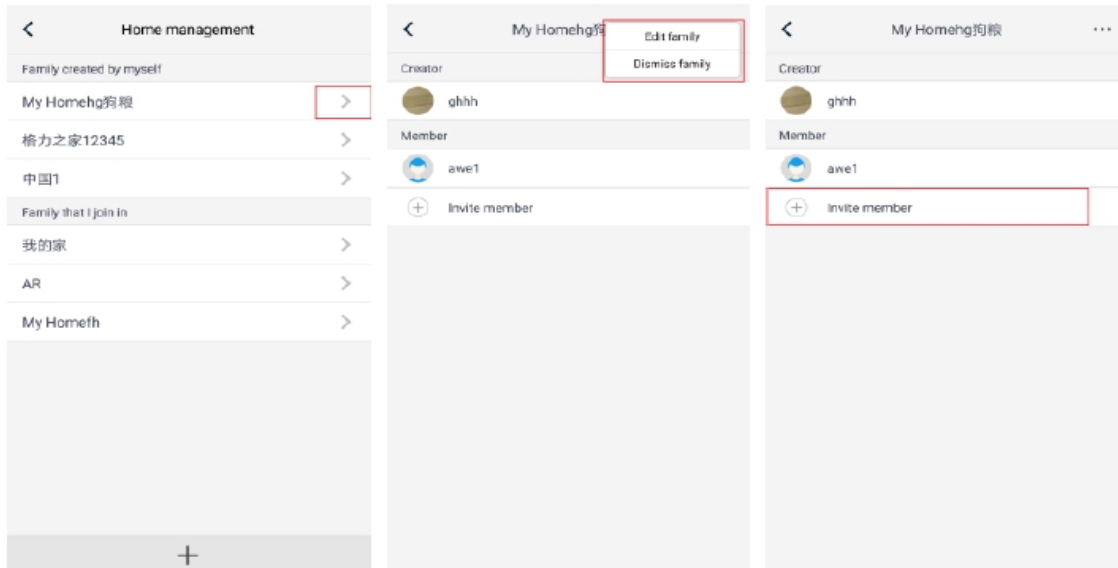 Home management
Family created by myself
My Homehg狗粮
格力之家12345
中国1
Family that I join in
我的家
AR
My Homefh
My Homehg狗
Edit family
Dismiss family
Creator
ghhh
Member
awe1
Invite member
My Homehg狗粮
Creator
ghhh
Member
awe1
Invite member